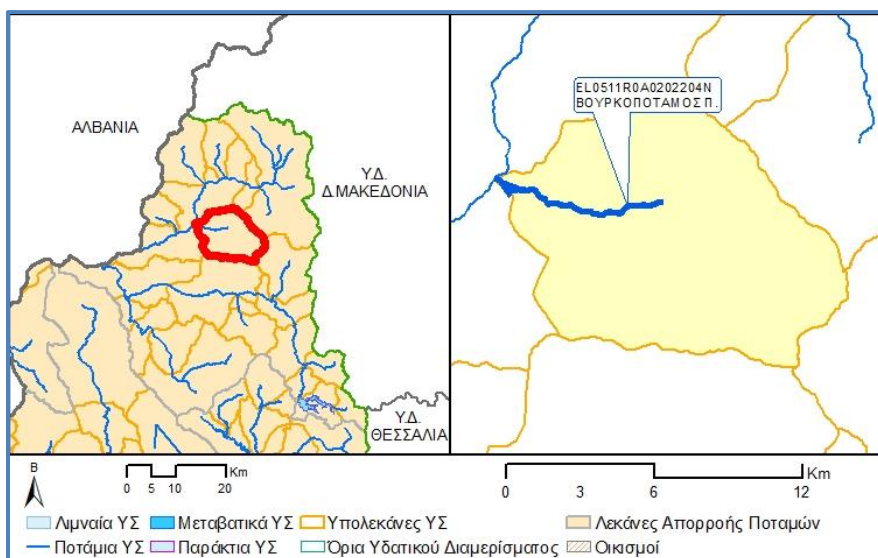 ΑΛΒΑΝΙΑ
Υ.Δ.
Δ.ΜΑΚΕΔΟΝΙΑ
Υ.Δ.
ΘΕΣΣΑΛΙΑ
EL0511R0A0202204N
ΒΟΥΡΚΟΠΟΤΑΜΟΣ Π.
Β
0 5 10 20 Km
0 3 6 12 Km
Λιμναία ΥΣ Μεταβατικά ΥΣ Υπολεκάνες ΥΣ Λεκάνες Απορροής Ποταμών
Ποτάμια ΥΣ Παράκτια ΥΣ Όρια Υδατικού Διαμερίσματος Οικισμοί